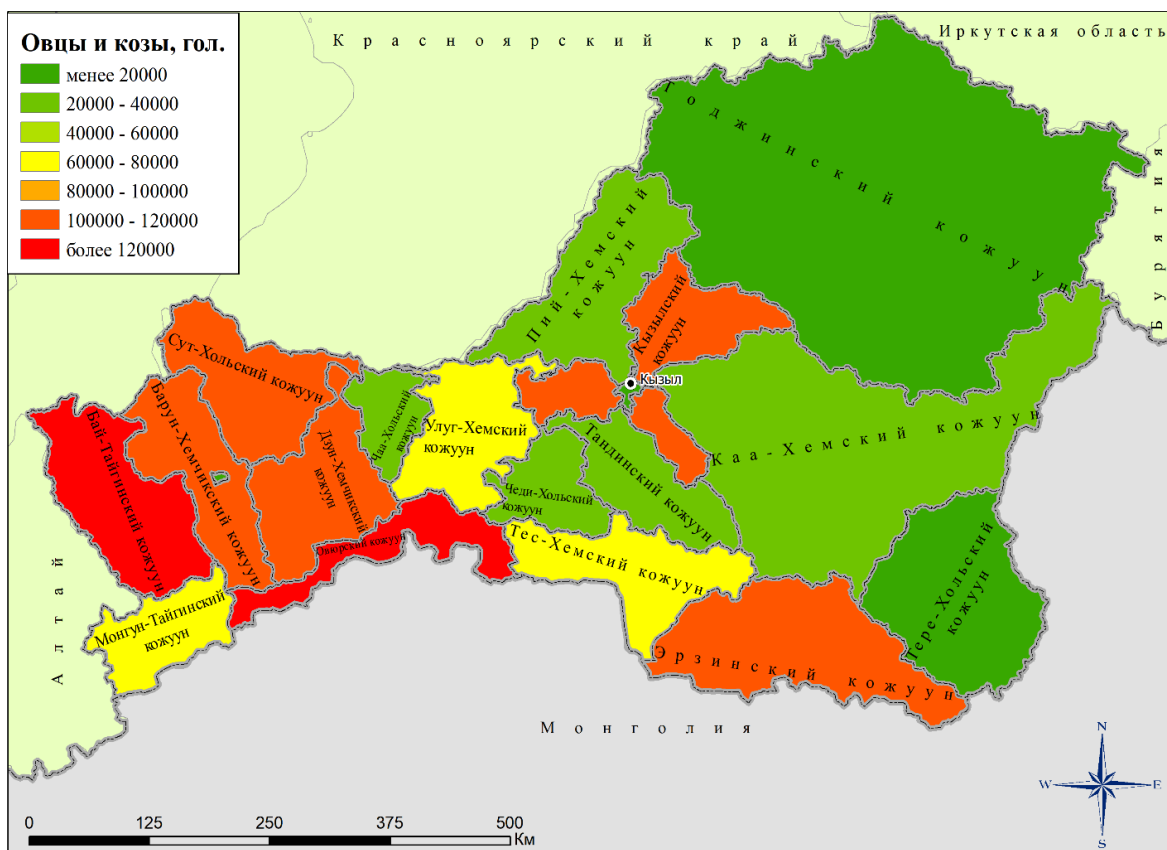 Овцы и козы, гол.
менее 20000
20000 - 40000
40000 - 60000
60000 - 80000
80000 - 100000
100000 - 120000
более 120000
Красноярский край
Иркутская область
Бурятия
Тоджинский кожуун
Пий-Хемский
кожуун
Кызылский
кожуун
Кызыл
Сут-Хольский кожуун
Барун-Хемчикский кожуун
Бай-Тайгинский кожуун
Дзун-Хемчикский
кожуун
Чаа-Хольский
кожуун
Улуг-Хемский
кожуун
Тандинский кожуун
Каа-Хемский кожуун
Чеди-Хольский
кожуун
Тес-Хемский кожуун
Овюрский кожуун
Монгун-Тайгинский
кожуун
Тере-Хольский
кожуун
Эрзинский кожуун
Алтай
Монголия
N
W
E
S
0
125
250
375
500
Км